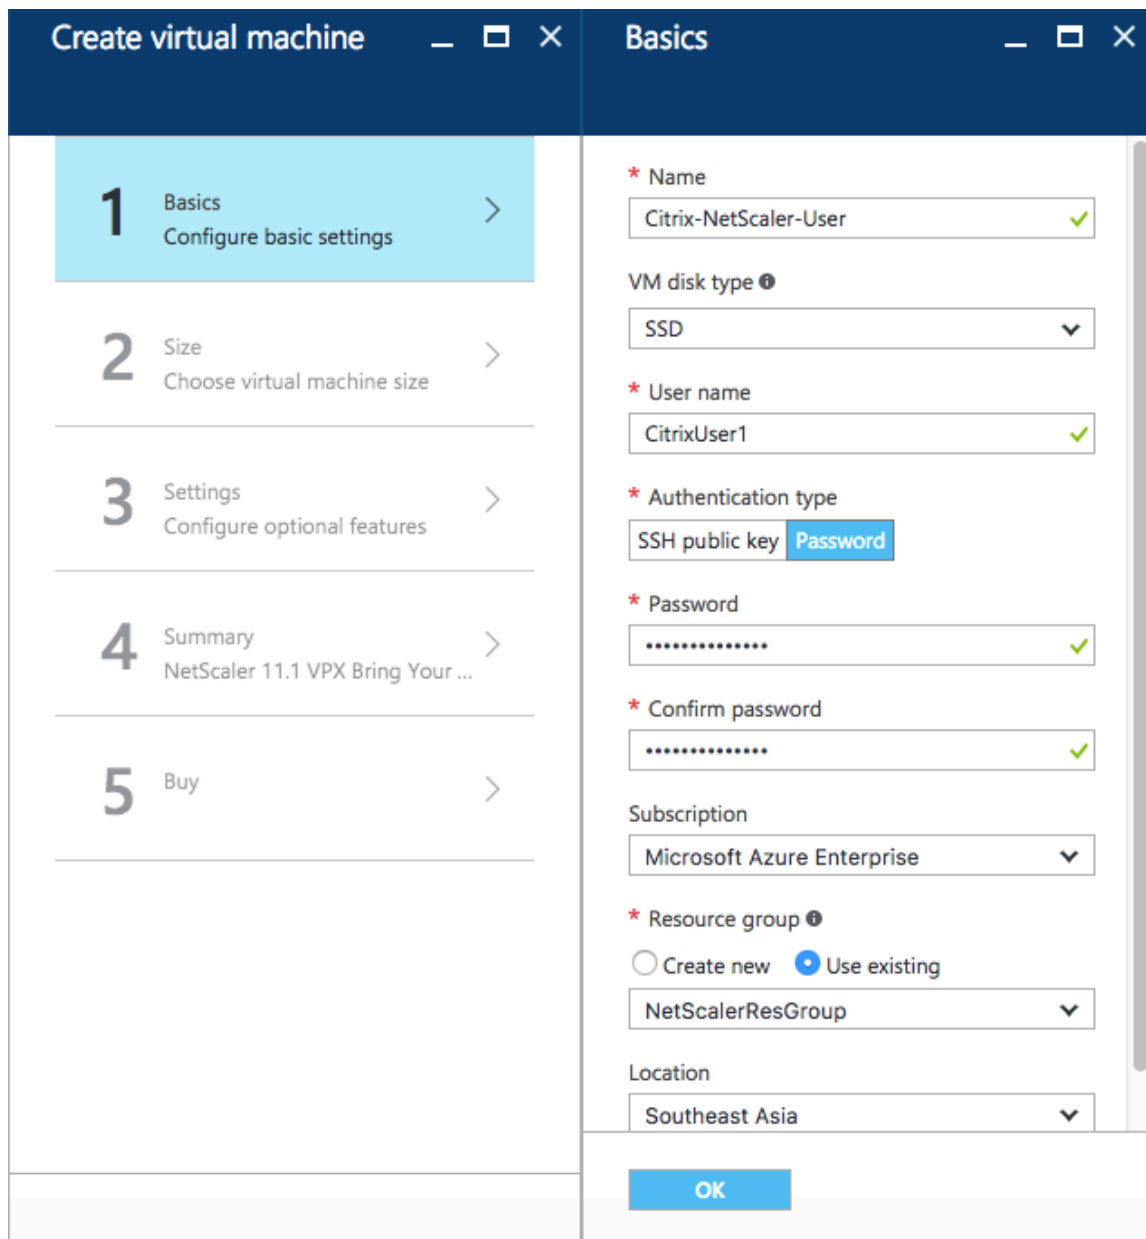 Create virtual machine
1
Basics
Configure basic settings
2
Size
Choose virtual machine size
3
Settings
Configure optional features
4
Summary
NetScaler 11.1 VPX Bring Your ...
5
Buy
Basics
* Name
Citrix-NetScaler-User
VM disk type
SSD
* User name
CitrixUser1
* Authentication type
SSH public key Password
* Password
••••••••••••••
* Confirm password
••••••••••••••
Subscription
Microsoft Azure Enterprise
* Resource group
Create new Use existing
NetScalerResGroup
Location
Southeast Asia
OK